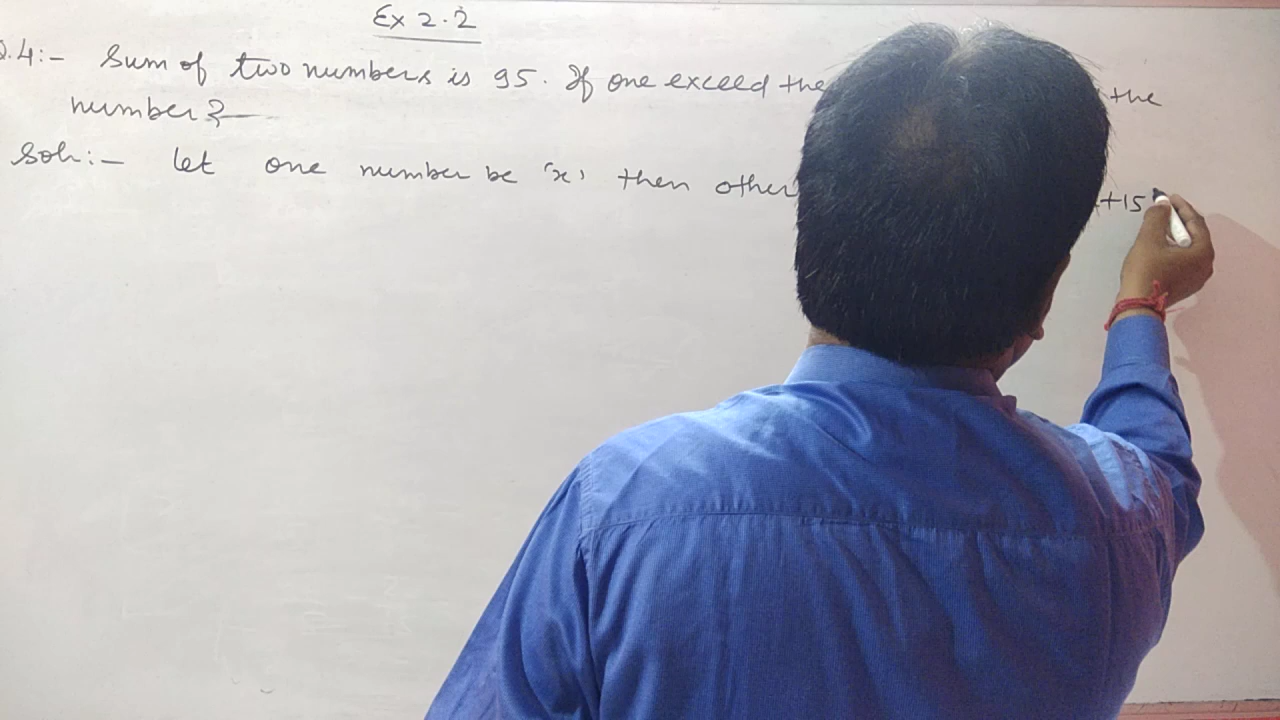 Ex 2.2
Q.4:- Sum of two numbers is 95. If one exceed the the
number?
Soln:- let one number be 'x' then other +15